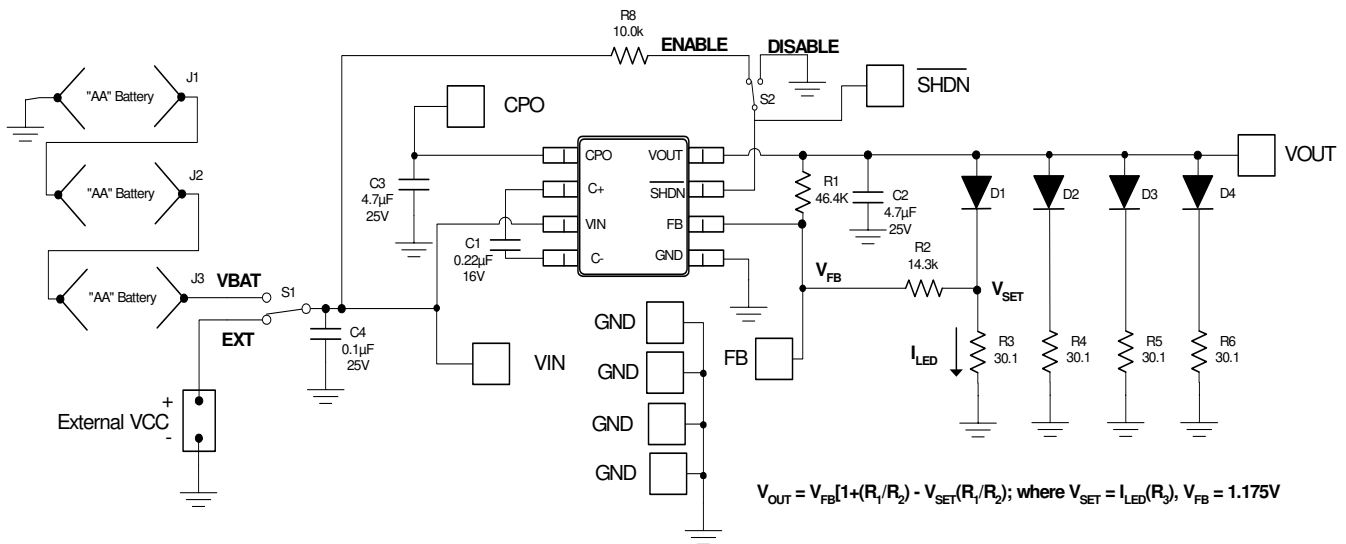 R8
10.0k
ENABLE
DISABLE
SHDN
S2
J1
"AA" Battery
CPO
CPO
VOUT
VOUT
C3
4.7µF
25V
C+
SHDN
R1
46.4K
C2
4.7µF
25V
D1
D2
D3
D4
J2
"AA" Battery
VIN
FB
C1
0.22µF
16V
C-
GND
R2
14.3k
VFB
VSET
J3
"AA" Battery
VBAT
S1
EXT
C4
0.1µF
25V
VIN
GND
GND
GND
GND
FB
ILED
R3
30.1
R4
30.1
R5
30.1
R6
30.1
External VCC
+
-
VOUT = VFB[1+(R1/R2) - VSET(R1/R2); where VSET = ILED(R3), VFB = 1.175V